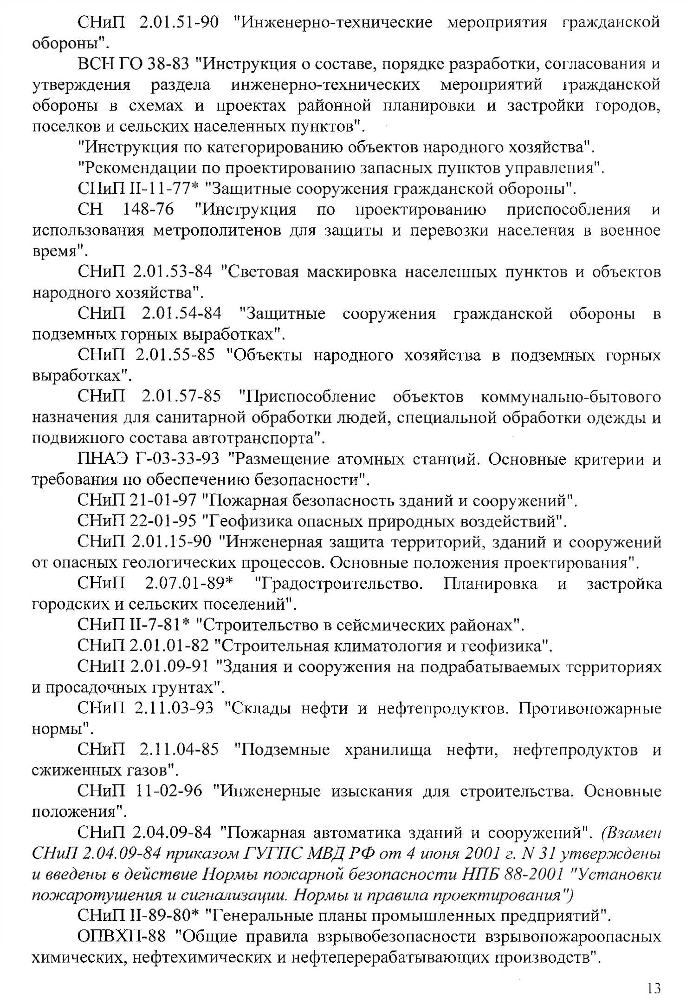 СНиП 2.01.51-90 "Инженерно-технические мероприятия гражданской
обороны".
ВСН ГО 38-83 "Инструкция о составе, порядке разработки, согласования и
утверждения раздела инженерно-технических мероприятий гражданской
обороны в схемах и проектах районной планировки и застройки городов,
поселков и сельских населенных пунктов".
"Инструкция по категорированию объектов народного хозяйства".
"Рекомендации по проектированию запасных пунктов управления".
СНиП II-11-77* "Защитные сооружения гражданской обороны".
СН 148-76 "Инструкция по проектированию приспособления и
использования метрополитенов для защиты и перевозки населения в военное
время".
СНиП 2.01.53-84 "Световая маскировка населенных пунктов и объектов
народного хозяйства".
СНиП 2.01.54-84 "Защитные сооружения гражданской обороны в
подземных горных выработках".
СНиП 2.01.55-85 "Объекты народного хозяйства в подземных горных
выработках".
СНиП 2.01.57-85 "Приспособление объектов коммунально-бытового
назначения для санитарной обработки людей, специальной обработки одежды и
подвижного состава автотранспорта".
ПНАЭ Г-03-33-93 "Размещение атомных станций. Основные критерии и
требования по обеспечению безопасности".
СНиП 21-01-97 "Пожарная безопасность зданий и сооружений".
СНиП 22-01-95 "Геофизика опасных природных воздействий".
СНиП 2.01.15-90 "Инженерная защита территорий, зданий и сооружений
от опасных геологических процессов. Основные положения проектирования".
СНиП 2.07.01-89* "Градостроительство. Планировка и застройка
городских и сельских поселений".
СНиП II-7-81* "Строительство в сейсмических районах".
СНиП 2.01.01-82 "Строительная климатология и геофизика".
СНиП 2.01.09-91 "Здания и сооружения на подрабатываемых территориях
и просадочных грунтах".
СНиП 2.11.03-93 "Склады нефти и нефтепродуктов. Противопожарные
нормы".
СНиП 2.11.04-85 "Подземные хранилища нефти, нефтепродуктов и
сжиженных газов".
СНиП 11-02-96 "Инженерные изыскания для строительства. Основные
положения".
СНиП 2.04.09-84 "Пожарная автоматика зданий и сооружений". (Взамен
СНиП 2.04.09-84 приказом ГУГПС МВД РФ от 4 июня 2001 г. N 31 утверждены
и введены в действие Нормы пожарной безопасности НПБ 88-2001 "Установки
пожаротушения и сигнализации. Нормы и правила проектирования")
СНиП II-89-80* "Генеральные планы промышленных предприятий".
ОПВХП-88 "Общие правила взрывобезопасности взрывопожароопасных
химических, нефтехимических и нефтеперерабатывающих производств".
13